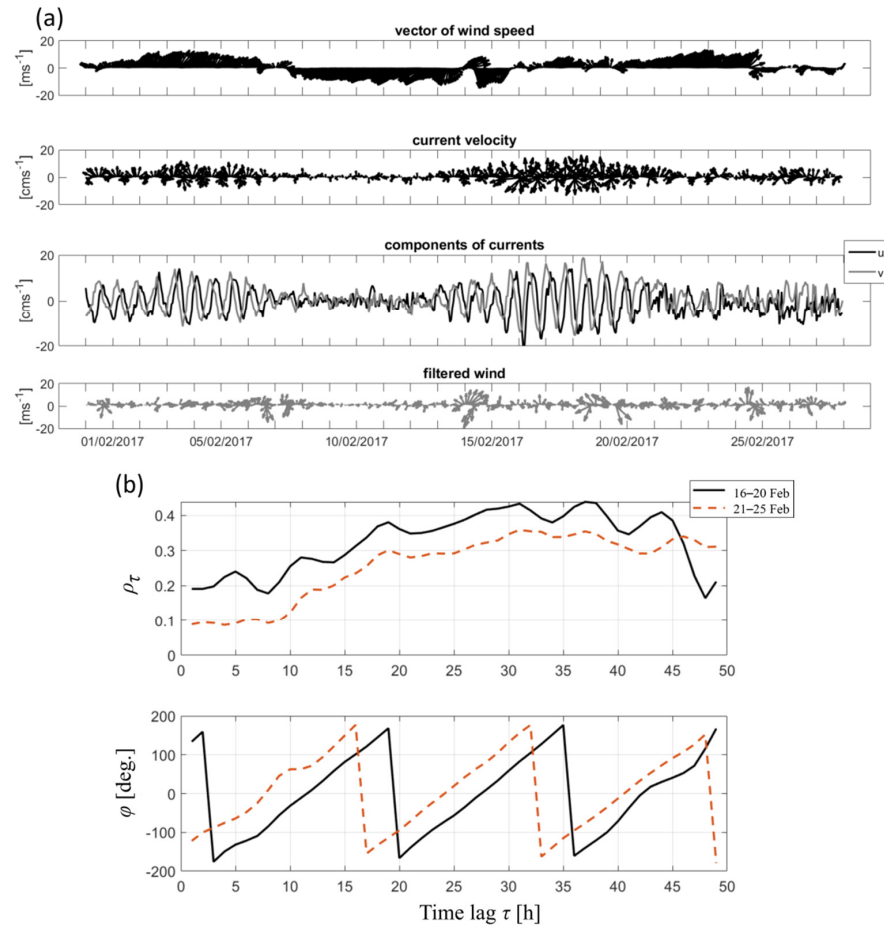 (a)
vector of wind speed
20
0
-20
[ms⁻¹]
current velocity
20
0
-20
[cms⁻¹]
components of currents
20
0
-20
[cms⁻¹]
u
v
filtered wind
20
0
-20
[ms⁻¹]
01/02/2017 05/02/2017 10/02/2017 15/02/2017 20/02/2017 25/02/2017
(b)
16–20 Feb
21–25 Feb
0.4
0.3
0.2
0.1
0
ρτ
0 5 10 15 20 25 30 35 40 45 50
200
100
0
-100
-200
φ [deg.]
0 5 10 15 20 25 30 35 40 45 50
Time lag τ [h]